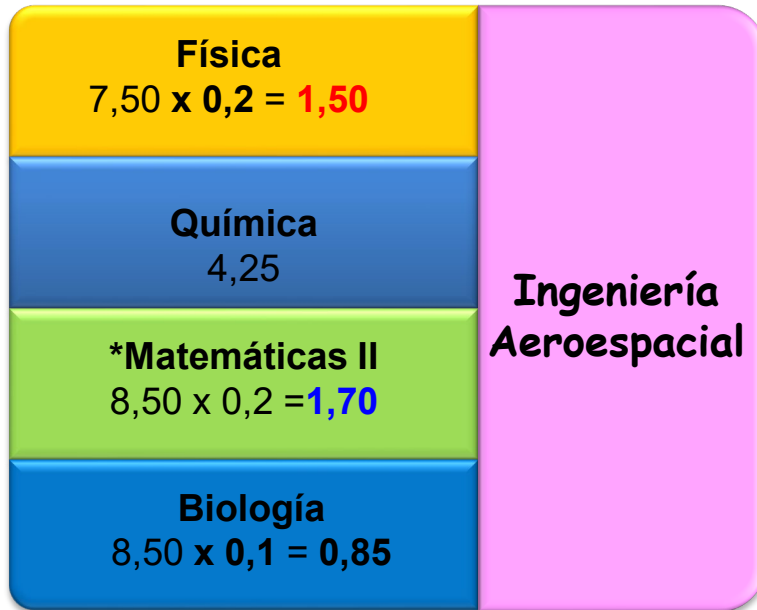 Física
7,50 x 0,2 = 1,50
Química
4,25
*Matemáticas II
8,50 x 0,2 =1,70
Biología
8,50 x 0,1 = 0,85
Ingeniería
Aeroespacial